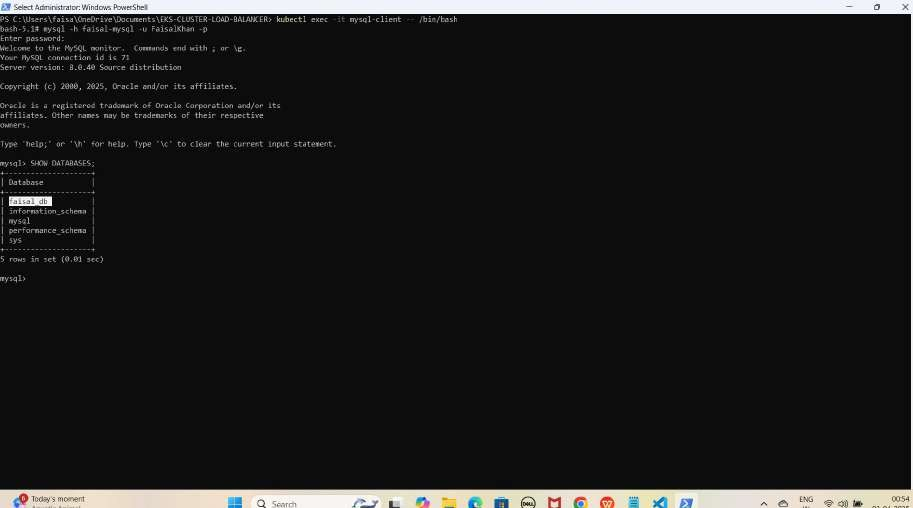 Select Administrator: Windows PowerShell
PS C:\Users\faisa\OneDrive\Documents\EKS-CLUSTER-LOAD-BALANCER> kubectl exec -it mysql-client -- /bin/bash
bash-5.1# mysql -h faisal-mysql -u FaisalKhan -p
Enter password:
Welcome to the MySQL monitor.  Commands end with ; or \g.
Your MySQL connection id is 71
Server version: 8.0.40 Source distribution

Copyright (c) 2000, 2025, Oracle and/or its affiliates.

Oracle is a registered trademark of Oracle Corporation and/or its
affiliates. Other names may be trademarks of their respective
owners.

Type 'help;' or '\h' for help. Type '\c' to clear the current input statement.

mysql> SHOW DATABASES;
+--------------------+
| Database           |
+--------------------+
| faisal_db          |
| information_schema |
| mysql              |
| performance_schema |
| sys                |
+--------------------+
5 rows in set (0.01 sec)

mysql>
6
Today's moment
Search
DELL
ENG
IN
00:54